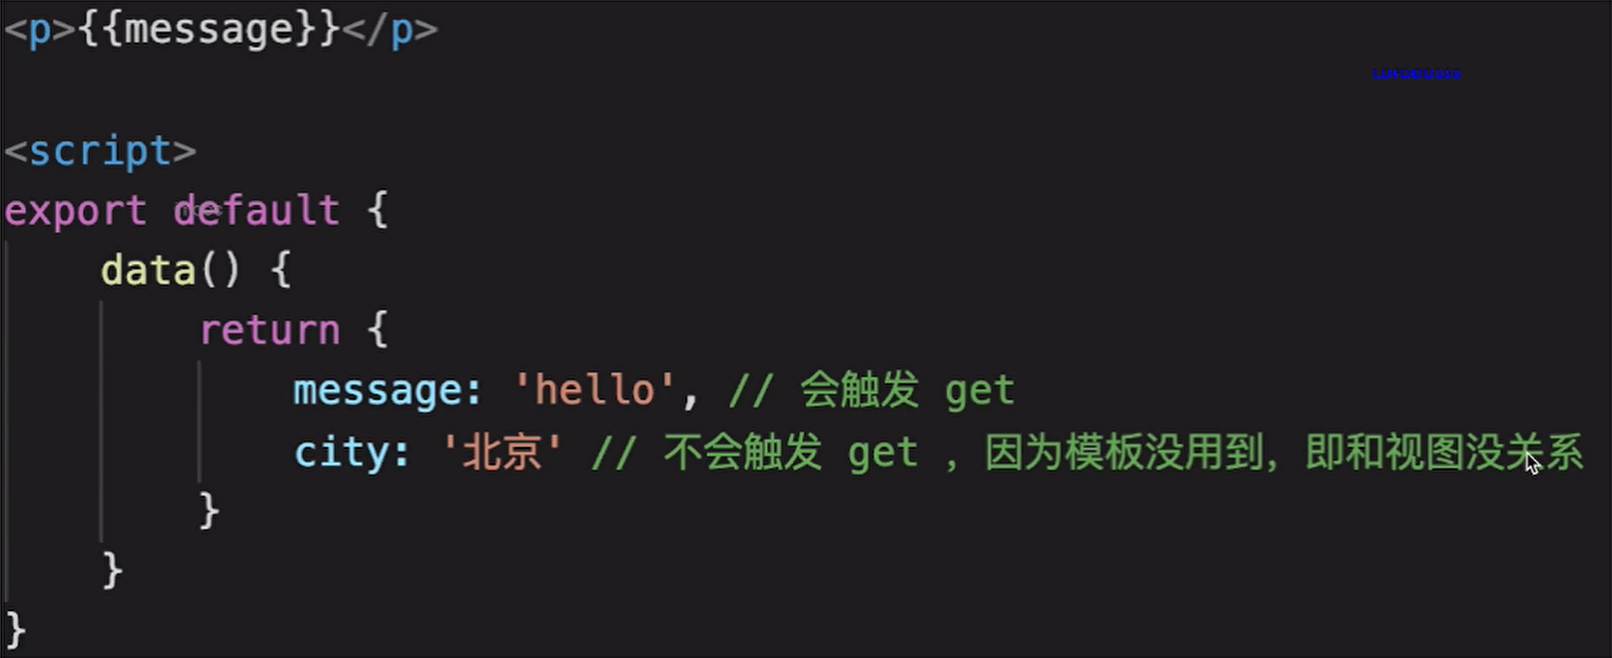 <p>{{message}}</p>
<script>
export default {
data() {
return {
message: 'hello', // 会触发 get
city: '北京' // 不会触发 get ，因为模板没用到，即和视图没关系
}
}
}